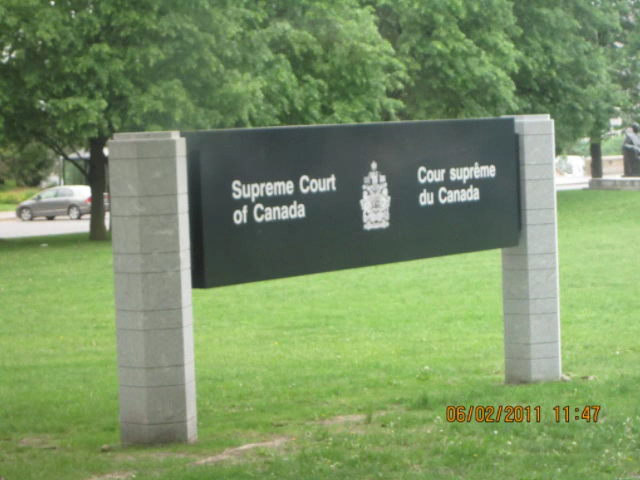 Supreme Court
of Canada
Cour suprême
du Canada
06/02/2011 11:47